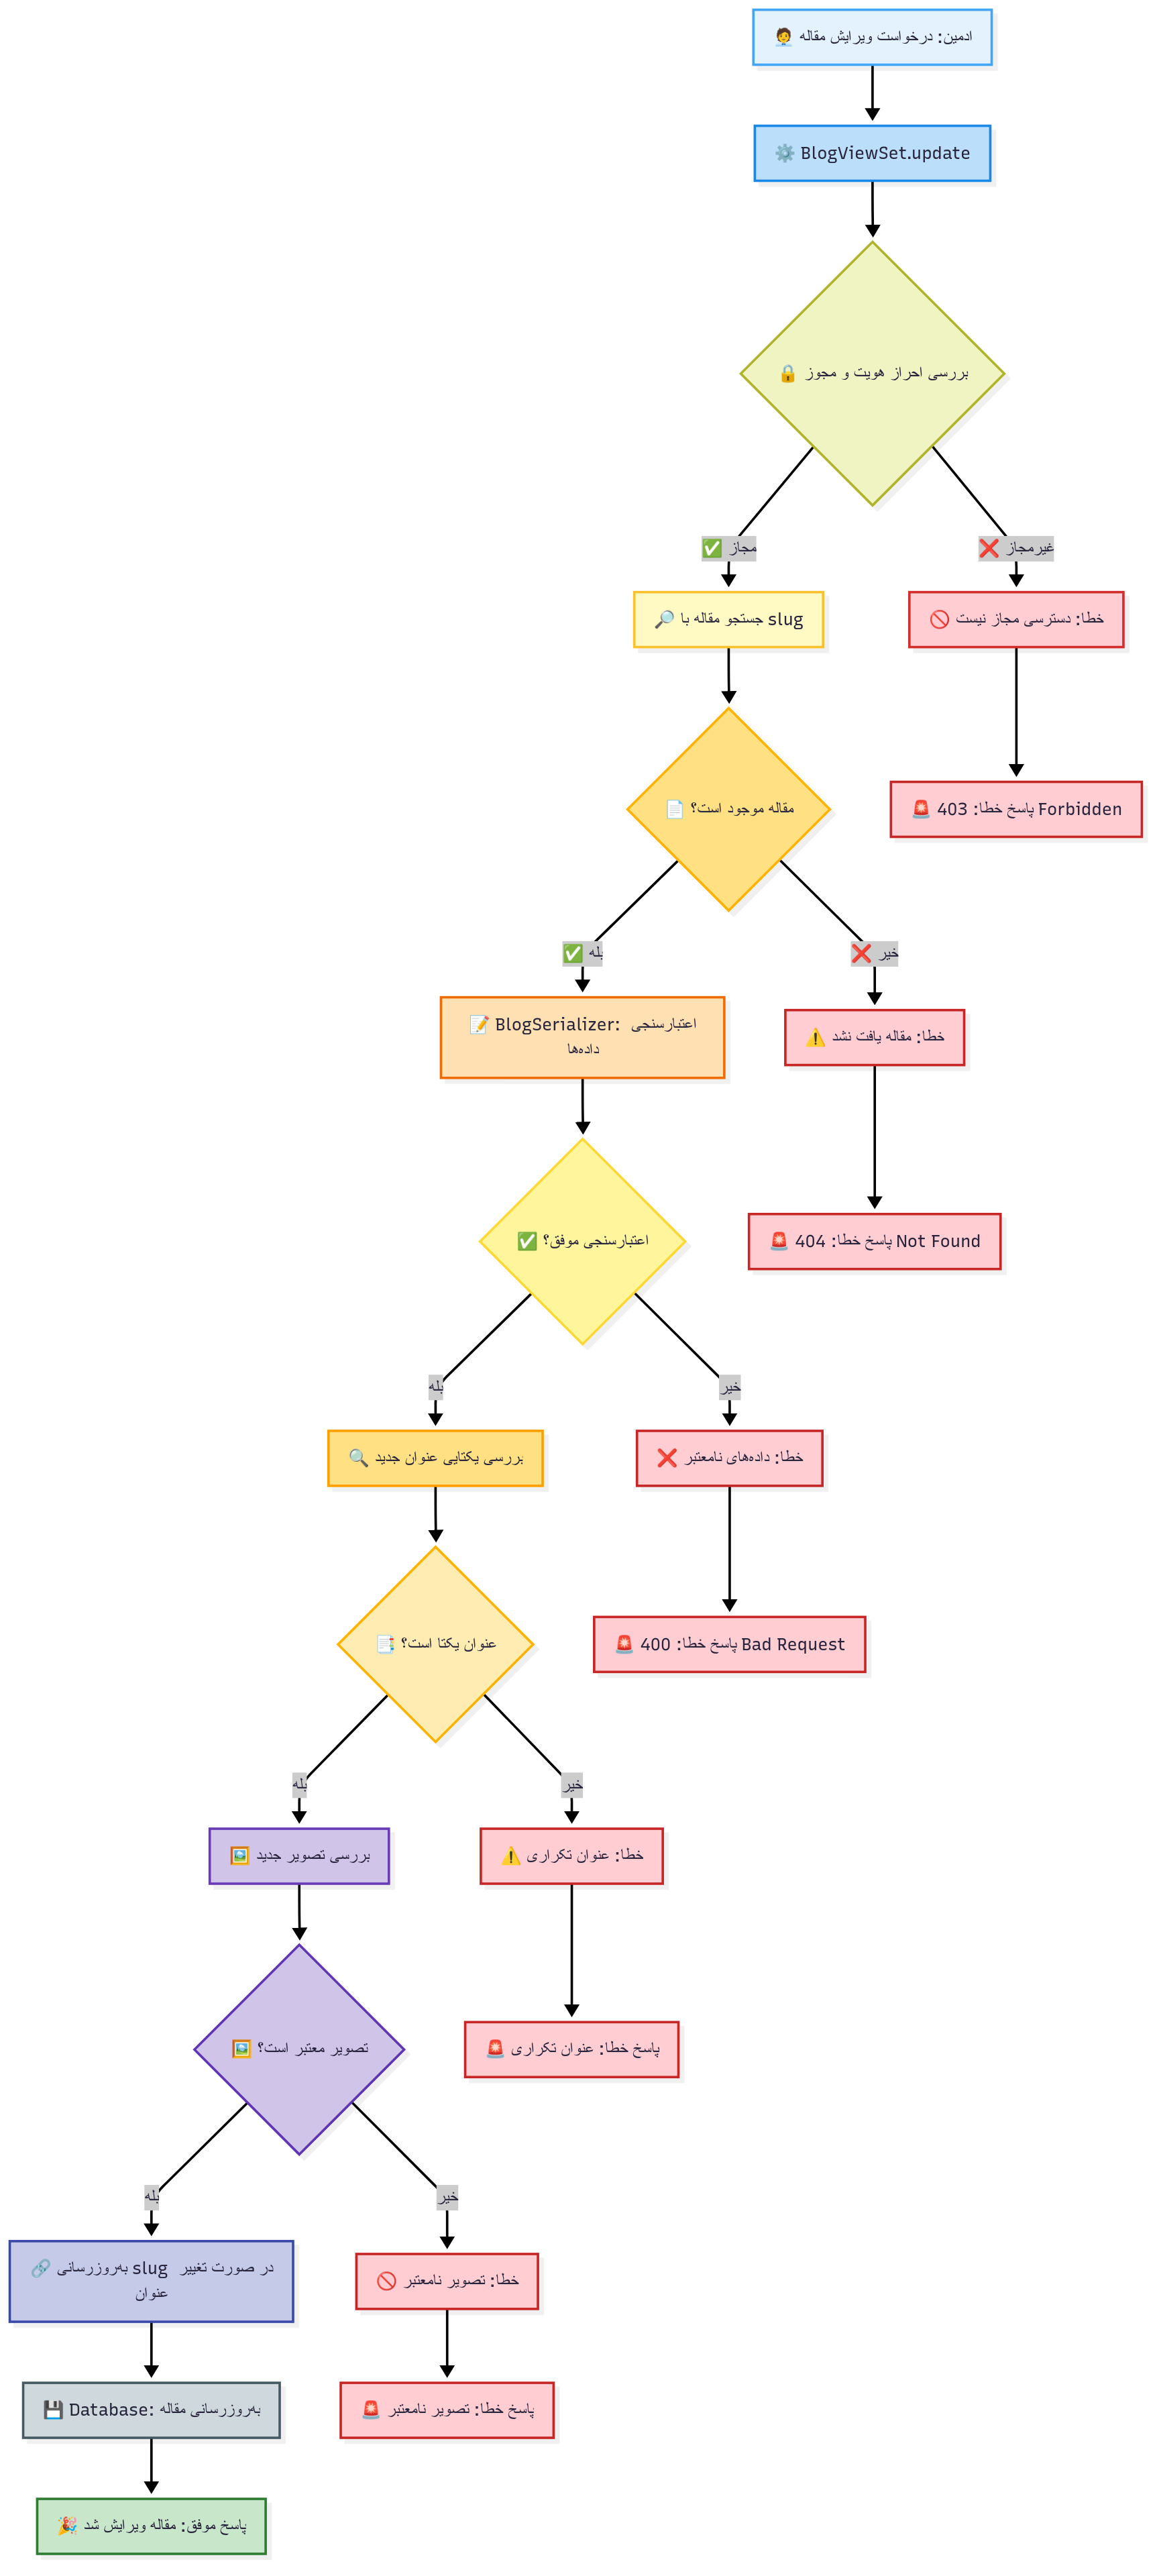 🧑‍💼 ادمین: درخواست ویرایش مقاله
⚙️ BlogViewSet.update
🔒 بررسی احراز هویت و مجوز
✅ مجاز
❌ غیرمجاز
🔎 جستجو مقاله با slug
🚫 خطا: دسترسی مجاز نیست
📄 مقاله موجود است؟
🚨 پاسخ خطا: 403 Forbidden
✅ بله
❌ خیر
📝 BlogSerializer: اعتبارسنجی
داده‌ها
⚠️ خطا: مقاله یافت نشد
✅ اعتبارسنجی موفق؟
🚨 پاسخ خطا: 404 Not Found
بله
خیر
🔍 بررسی یکتایی عنوان جدید
❌ خطا: داده‌های نامعتبر
📑 عنوان یکتا است؟
🚨 پاسخ خطا: 400 Bad Request
بله
خیر
🖼️ بررسی تصویر جدید
⚠️ خطا: عنوان تکراری
🖼️ تصویر معتبر است؟
🚨 پاسخ خطا: عنوان تکراری
بله
خیر
🔗 به‌روزرسانی slug در صورت تغییر
عنوان
🚫 خطا: تصویر نامعتبر
💾 Database: به‌روزرسانی مقاله
🚨 پاسخ خطا: تصویر نامعتبر
🎉 پاسخ موفق: مقاله ویرایش شد